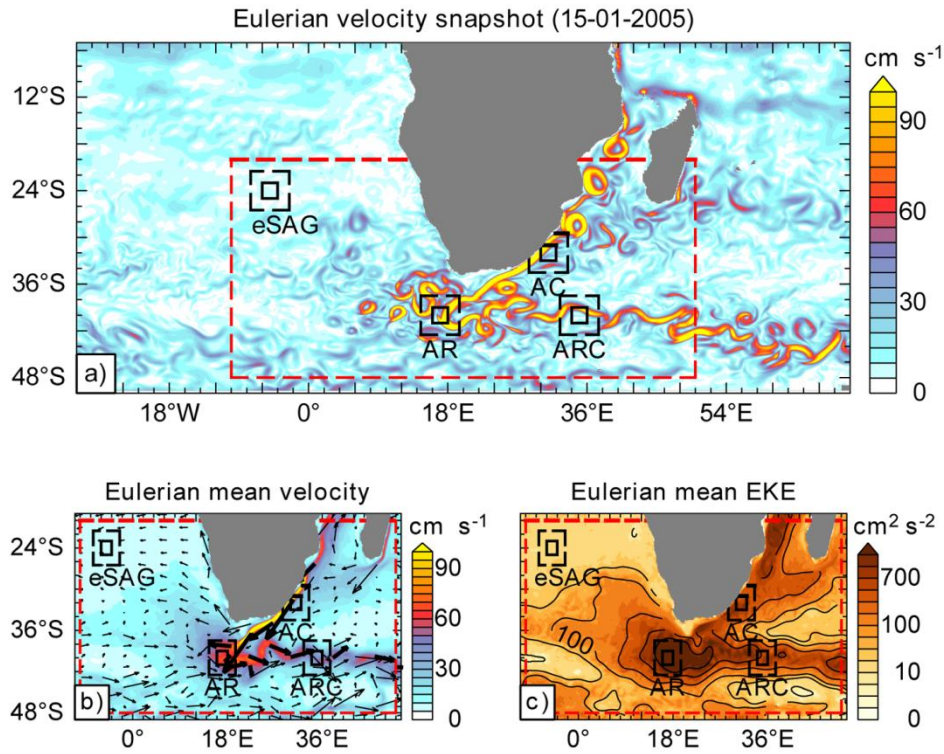 Eulerian velocity snapshot (15-01-2005)
cm s⁻¹
12°S
24°S
36°S
48°S
90
60
30
0
eSAG
AC
AR
ARC
a)
18°W
0°
18°E
36°E
54°E
Eulerian mean velocity
cm s⁻¹
24°S
36°S
48°S
90
60
30
0
eSAG
AC
AR
ARC
b)
0°
18°E
36°E
Eulerian mean EKE
cm² s⁻²
700
100
10
0
eSAG
100
AC
AR
ARC
c)
0°
18°E
36°E